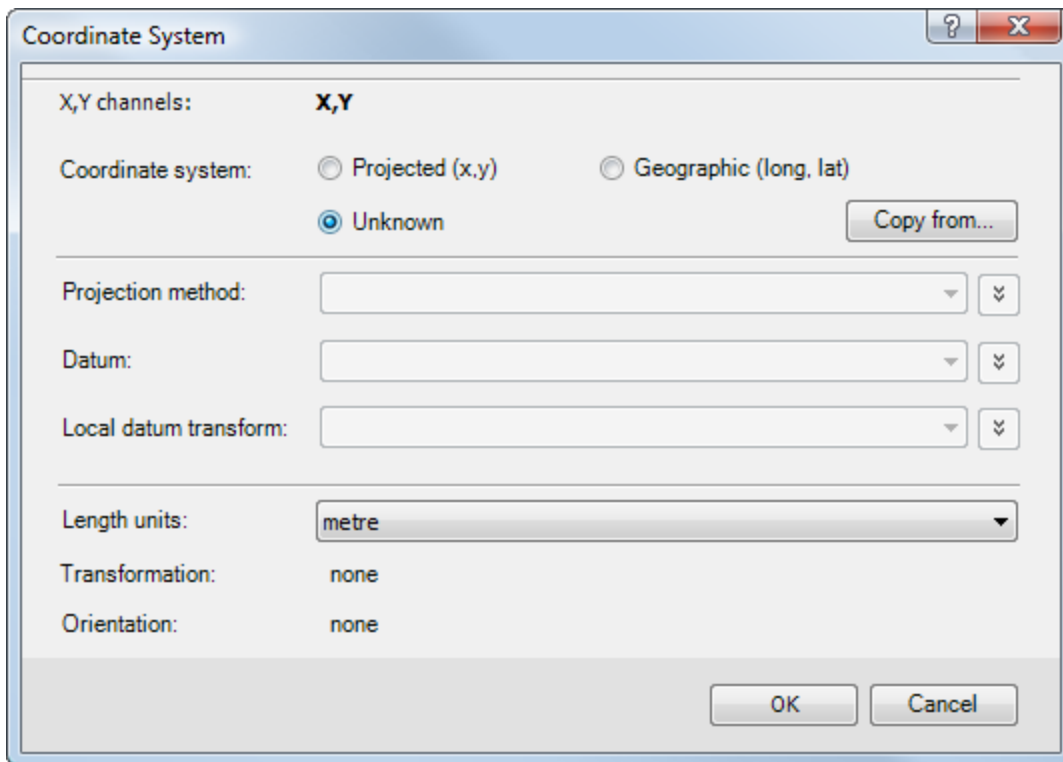 Coordinate System
X,Y channels: X,Y
Coordinate system: Projected (x,y) Geographic (long, lat)
Unknown Copy from...
Projection method:
Datum:
Local datum transform:
Length units: metre
Transformation: none
Orientation: none
OK Cancel